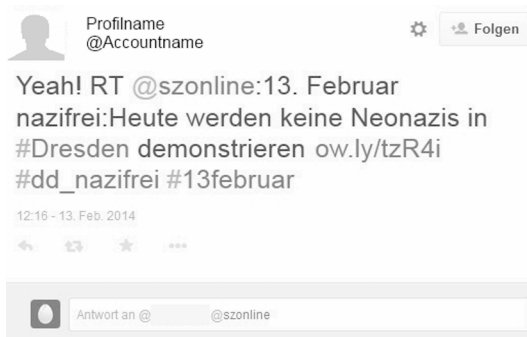 Profilname
@Accountname
Folgen
Yeah! RT @szonline:13. Februar
nazifrei:Heute werden keine Neonazis in
#Dresden demonstrieren ow.ly/tzR4i
#dd_nazifrei #13februar
12:16 - 13. Feb. 2014
Antwort an @ @szonline